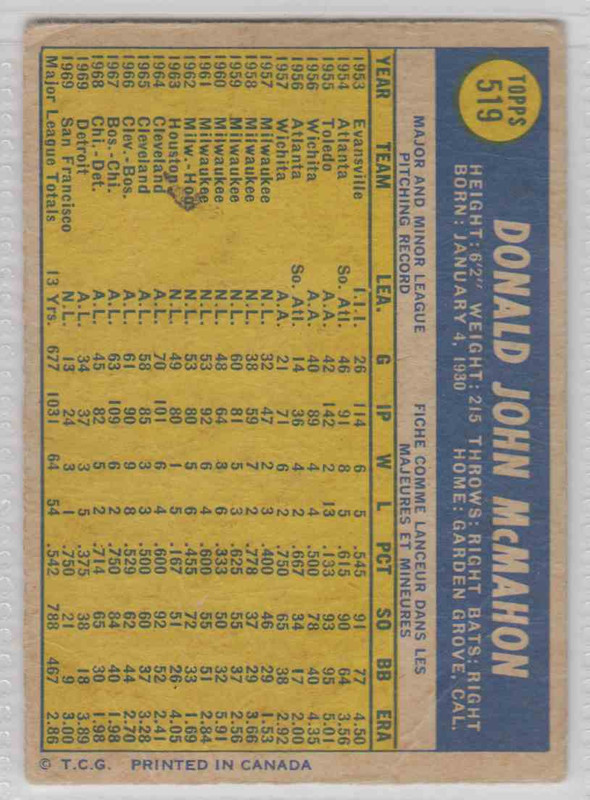 TOPPS
519
DONALD JOHN McMAHON
HEIGHT: 6'2" WEIGHT: 215 THROWS: RIGHT BATS: RIGHT
BORN: JANUARY 4, 1930 HOME: GARDEN GROVE, CAL.
MAJOR AND MINOR LEAGUE
PITCHING RECORD
FICHE COMME LANCEUR DANS LES
MAJEURES ET MINEURES
YEAR TEAM LEA. G IP W L PCT SO BB ERA
1953 Evansville I.I.I. 26 114 6 5 .545 91 77 4.50
1954 Atlanta So. Atl. 46 91 8 5 .615 90 64 3.56
1955 Toledo A.A. 42 142 2 13 .133 93 95 5.01
1956 Wichita A.A. 40 89 4 4 .500 78 40 4.35
1956 Atlanta So. Atl. 14 36 4 2 .667 34 17 2.00
1957 Wichita A.A. 21 71 6 2 .750 65 38 2.92
1957 Milwaukee N.L. 32 47 2 3 .400 46 29 1.53
1958 Milwaukee N.L. 38 59 7 2 .778 37 29 3.66
1959 Milwaukee N.L. 60 81 5 3 .625 55 37 2.56
1960 Milwaukee N.L. 48 64 3 6 .333 50 32 5.91
1961 Milwaukee N.L. 53 92 6 4 .600 55 51 2.84
1962 Milw.-Hou. N.L. 53 80 5 6 .455 72 33 1.69
1963 Houston N.L. 49 80 1 5 .167 51 26 4.05
1964 Cleveland A.L. 70 101 6 4 .600 92 52 2.41
1965 Cleveland A.L. 58 85 3 3 .500 60 37 3.28
1966 Clev.-Bos. A.L. 61 90 9 8 .529 62 44 2.70
1967 Bos.-Chi. A.L. 63 109 6 2 .750 84 40 1.98
1968 Chi.-Det. A.L. 45 82 5 2 .714 65 30 1.98
1969 Detroit A.L. 34 37 3 5 .375 38 18 3.89
1969 San Francisco N.L. 13 24 3 1 .750 21 9 3.00
Major League Totals 13 Yrs. 677 1031 64 54 .542 788 467 2.86
© T.C.G. PRINTED IN CANADA